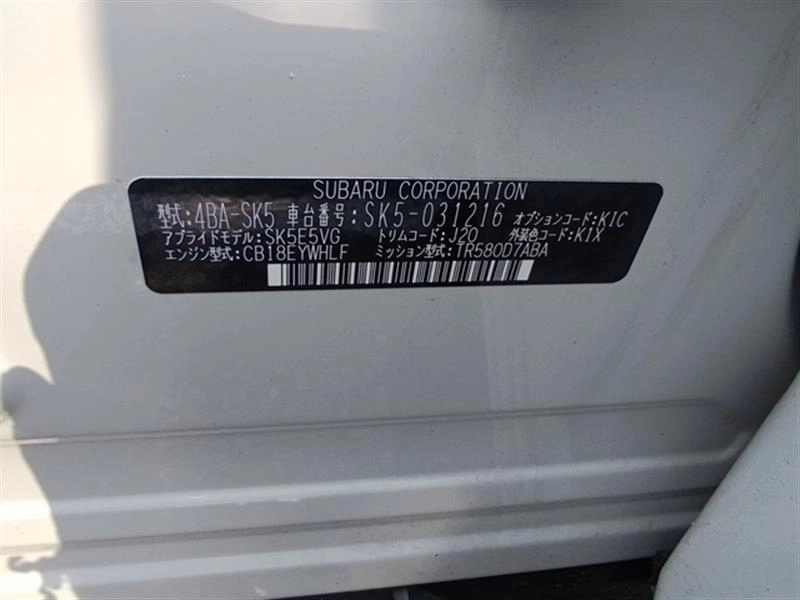 SUBARU CORPORATION
型式:4BA-SK5 車台番号:SK5-031216 オプションコード:KIC
アプライドモデル:SK5E5VG トリムコード:J20 外装色コード:K1X
エンジン型式:CB18EYWHLF ミッション型式:TR580D7ABA